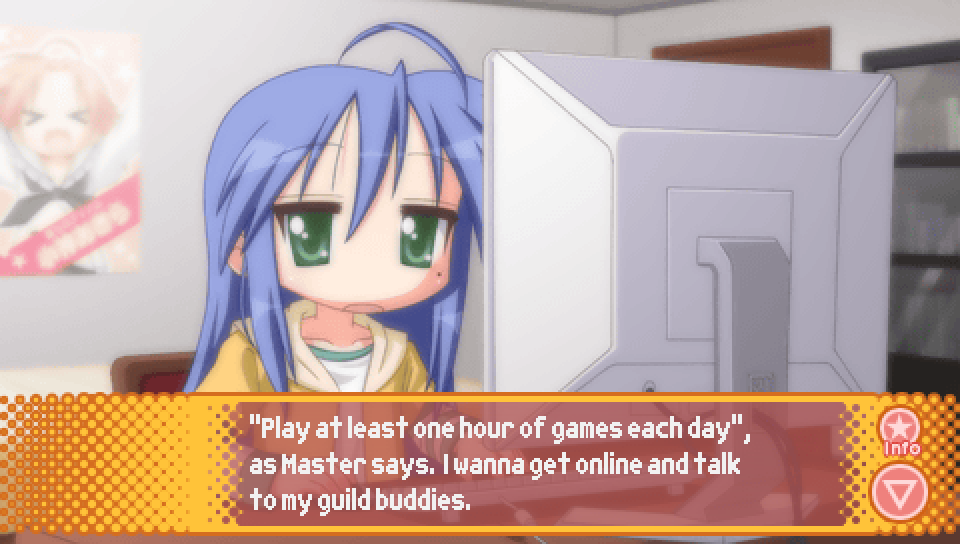 "Play at least one hour of games each day",
as Master says. I wanna get online and talk
to my guild buddies.
Info